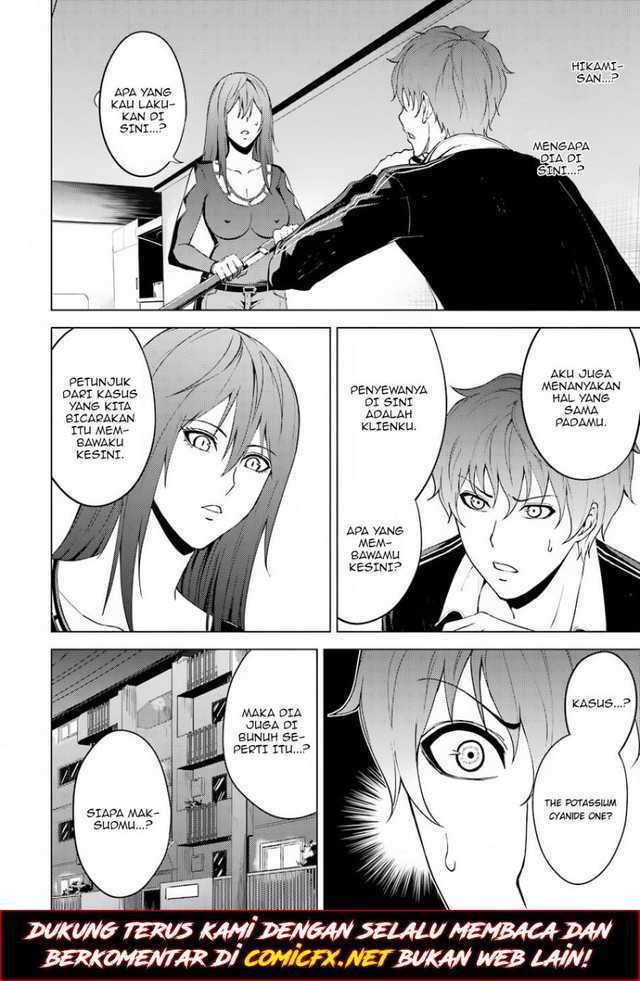 HIKAMI-
SAN...?
MENGAPA
DIA DI
SINI...?
APA YANG
KAU LAKU-
KAN DI
SINI...?
AKU JUGA
MENANYAKAN
HAL YANG
SAMA
PADAMU.
PENYEWANYA
DI SINI
ADALAH
KLIENKU.
APA YANG
MEM-
BAWAMU
KESINI?
PETUNJUK
DARI KASUS
YANG KITA
BICARAKAN
ITU MEM-
BAWAKU
KESINI.
KASUS...?
THE POTASSIUM
CYANIDE ONE?
MAKA DIA
JUGA DI
BUNUH SE-
PERTI ITU...?
SIAPA MAK-
SUDMU...?
DUKUNG TERUS KAMI DENGAN SELALU MEMBACA DAN
BERKOMENTAR DI COMICFX.NET BUKAN WEB LAIN!